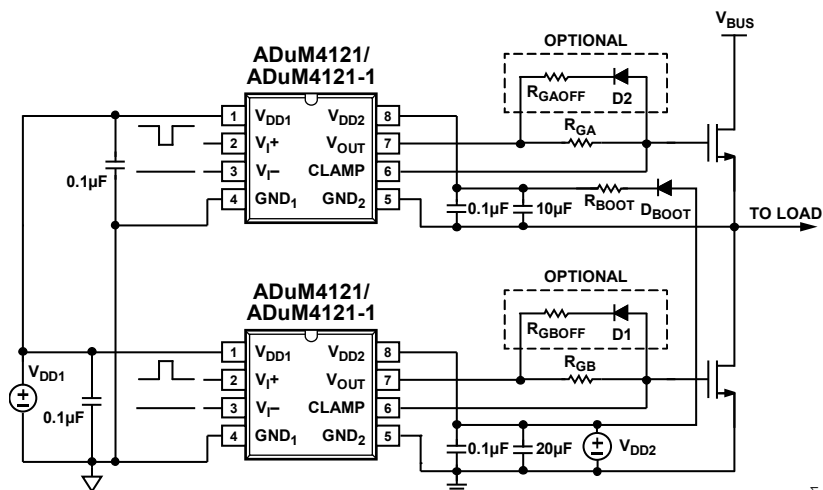 V_BUS
ADuM4121/
ADuM4121-1
OPTIONAL
R_GAOFF D2
1 V_DD1 V_DD2 8
2 V_I+ V_OUT 7 R_GA
3 V_I– CLAMP 6
4 GND_1 GND_2 5
0.1µF
0.1µF 10µF R_BOOT D_BOOT
TO LOAD
ADuM4121/
ADuM4121-1
OPTIONAL
R_GBOFF D1
1 V_DD1 V_DD2 8
2 V_I+ V_OUT 7 R_GB
3 V_I– CLAMP 6
4 GND_1 GND_2 5
V_DD1
0.1µF
0.1µF 20µF V_DD2